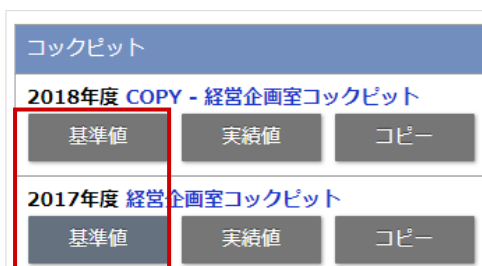 コックピット
2018年度 COPY - 経営企画室コックピット
基準値 実績値 コピー
2017年度 経営企画室コックピット
基準値 実績値 コピー